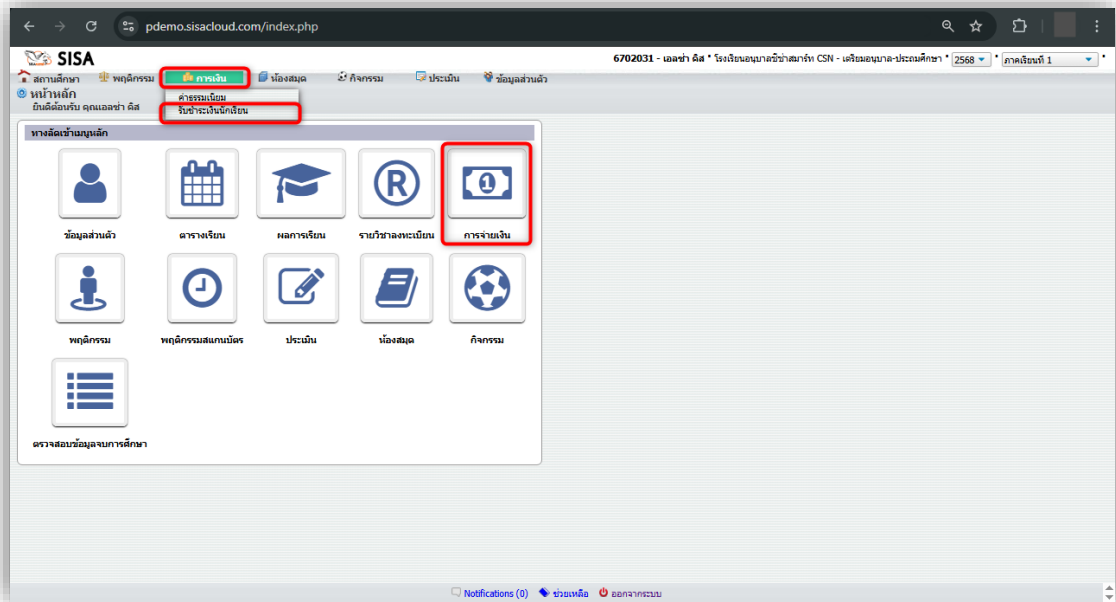 pdemo.sisacloud.com/index.php
SISA
6702031 - เอลซ่า คิส * โรงเรียนอนุบาลชิปาสมาร์ท CSN - เตรียมอนุบาล-ประถมศึกษา * 2568 * ภาคเรียนที่ 1 *
สถานศึกษา พฤติกรรม การเงิน ห้องสมุด กิจกรรม ประเมิน ข้อมูลส่วนตัว
หน้าหลัก
ค่าธรรมเนียม
ยินดีต้อนรับ คุณเอลซ่า คิส
รับชำระเงินนักเรียน
ทางลัดเข้าเมนูหลัก
R
1
ข้อมูลส่วนตัว ตารางเรียน ผลการเรียน รายวิชาลงทะเบียน การจ่ายเงิน
พฤติกรรม พฤติกรรมสแกนบัตร ประเมิน ห้องสมุด กิจกรรม
ตรวจสอบข้อมูลจบการศึกษา
Notifications (0) ช่วยเหลือ ออกจากระบบ